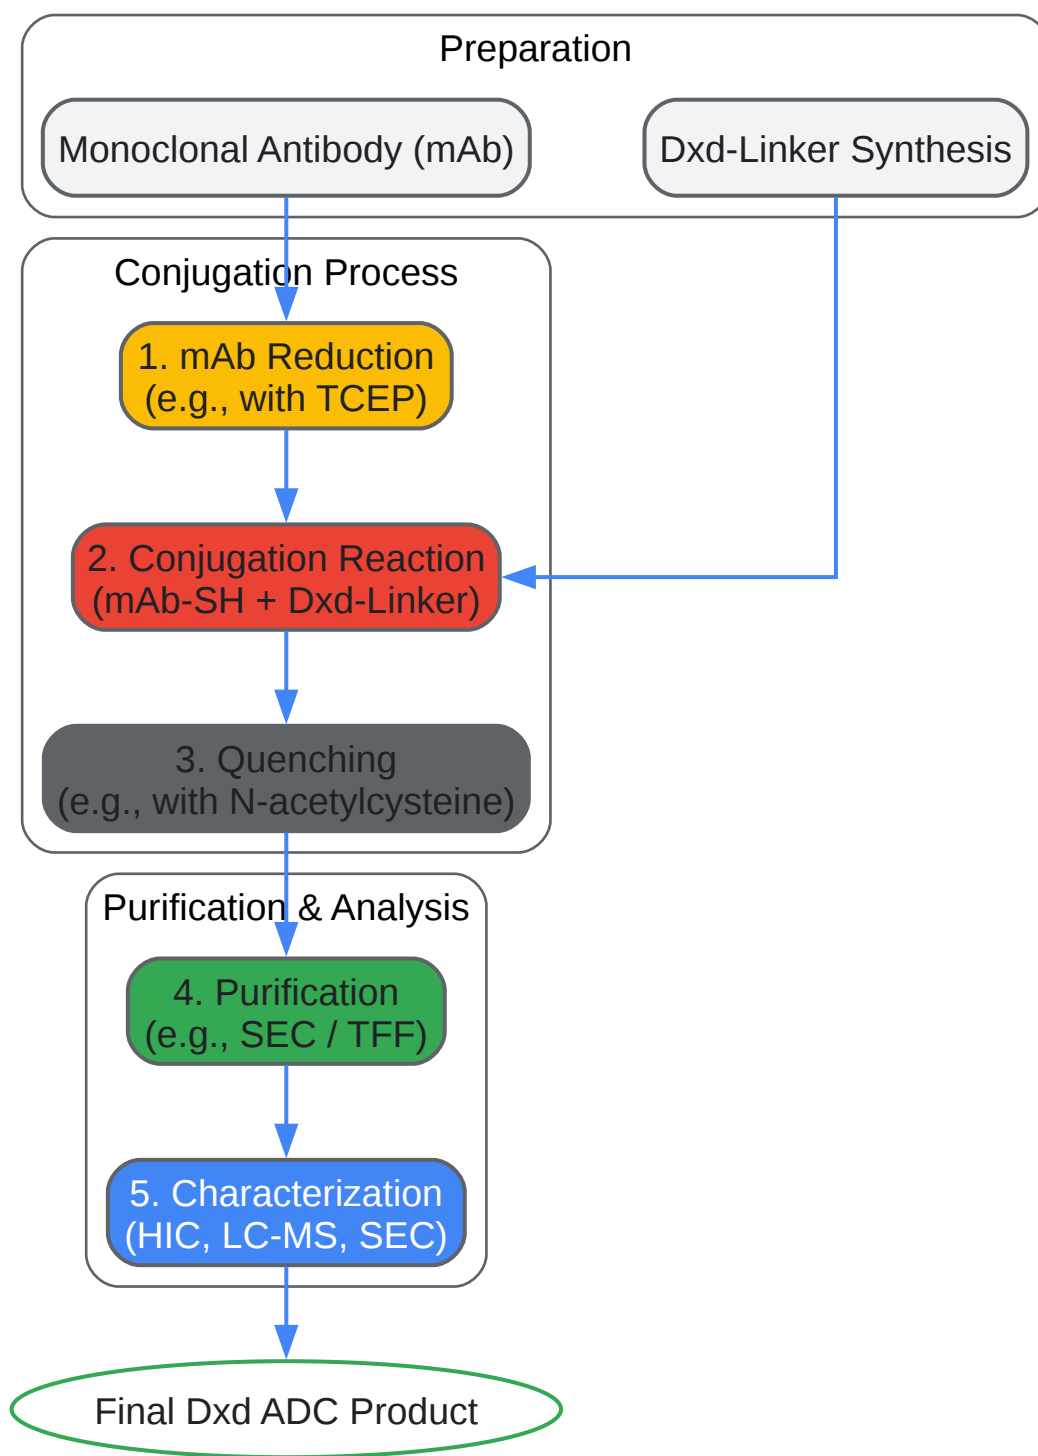 Preparation
Monoclonal Antibody (mAb)
Dxd-Linker Synthesis
Conjugation Process
1. mAb Reduction
(e.g., with TCEP)
2. Conjugation Reaction
(mAb-SH + Dxd-Linker)
3. Quenching
(e.g., with N-acetylcysteine)
Purification & Analysis
4. Purification
(e.g., SEC / TFF)
5. Characterization
(HIC, LC-MS, SEC)
Final Dxd ADC Product